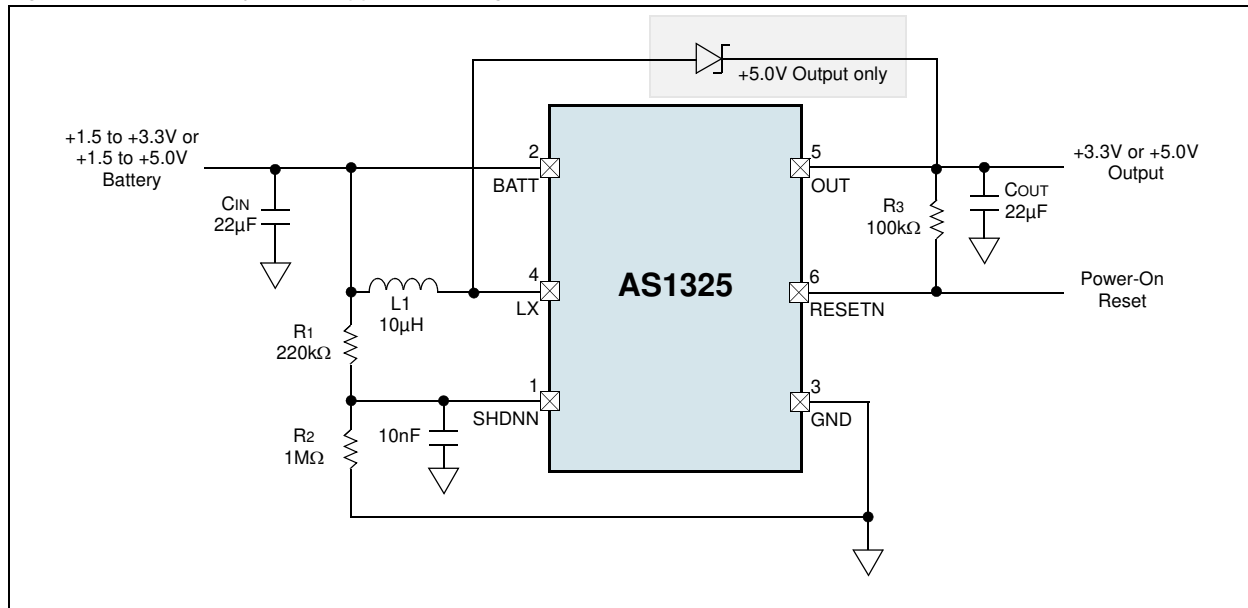 +5.0V Output only
+1.5 to +3.3V or
+1.5 to +5.0V
Battery
2
BATT
5
OUT
+3.3V or +5.0V
Output
CIN
22µF
R3
100kΩ
COUT
22µF
4
LX
AS1325
6
RESETN
Power-On
Reset
L1
10µH
R1
220kΩ
1
SHDNN
3
GND
R2
1MΩ
10nF